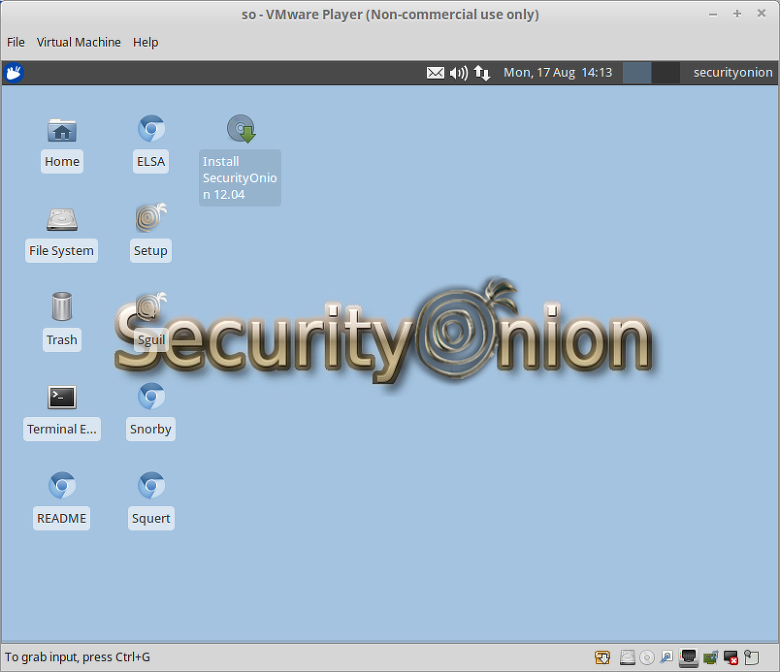 so - VMware Player (Non-commercial use only)
File Virtual Machine Help
Mon, 17 Aug 14:13 securityonion
Home
ELSA
Install
SecurityOnio
n 12.04
File System
Setup
Trash
Sguil
SecurityOnion
Terminal E...
Snorby
README
Squert
To grab input, press Ctrl+G